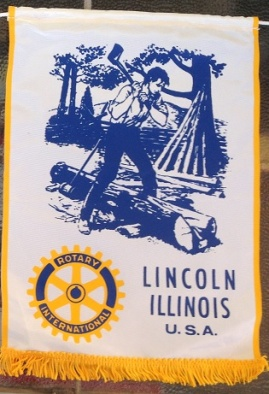 ROTARY
INTERNATIONAL
LINCOLN
ILLINOIS
U.S.A.